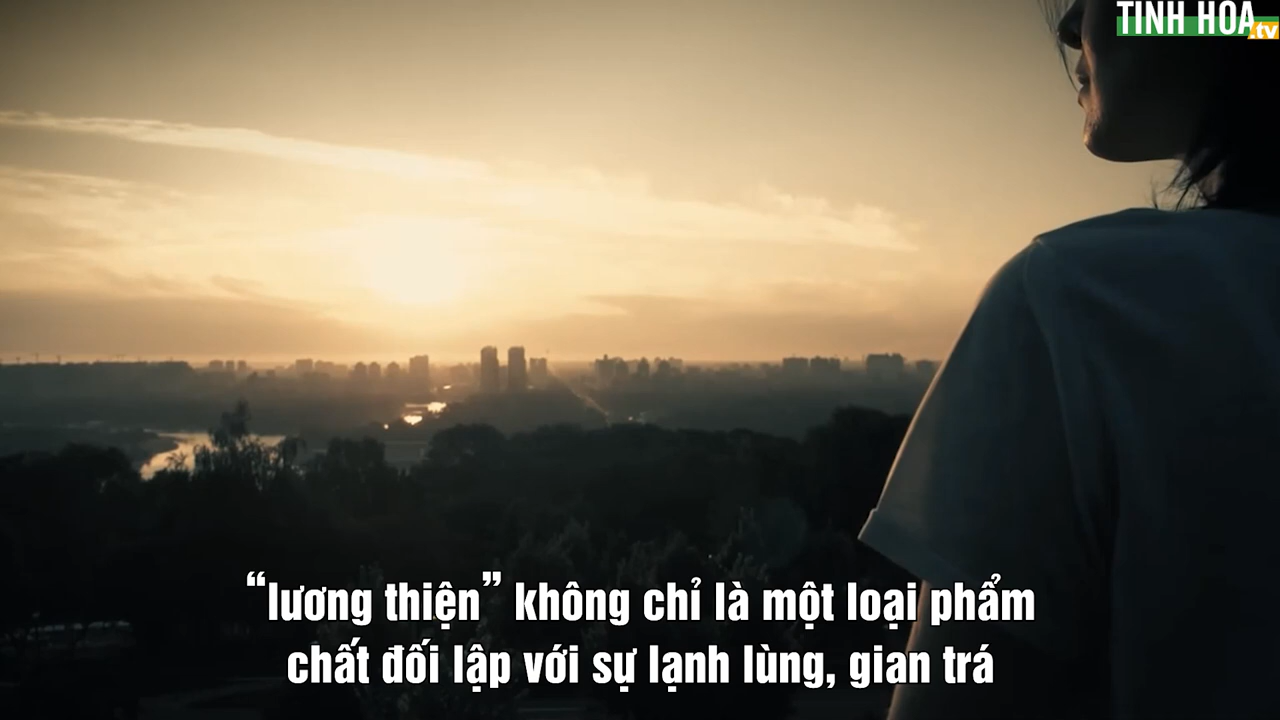 TINH HOA
.tv
“lương thiện” không chỉ là một loại phẩm
chất đối lập với sự lạnh lùng, gian trá